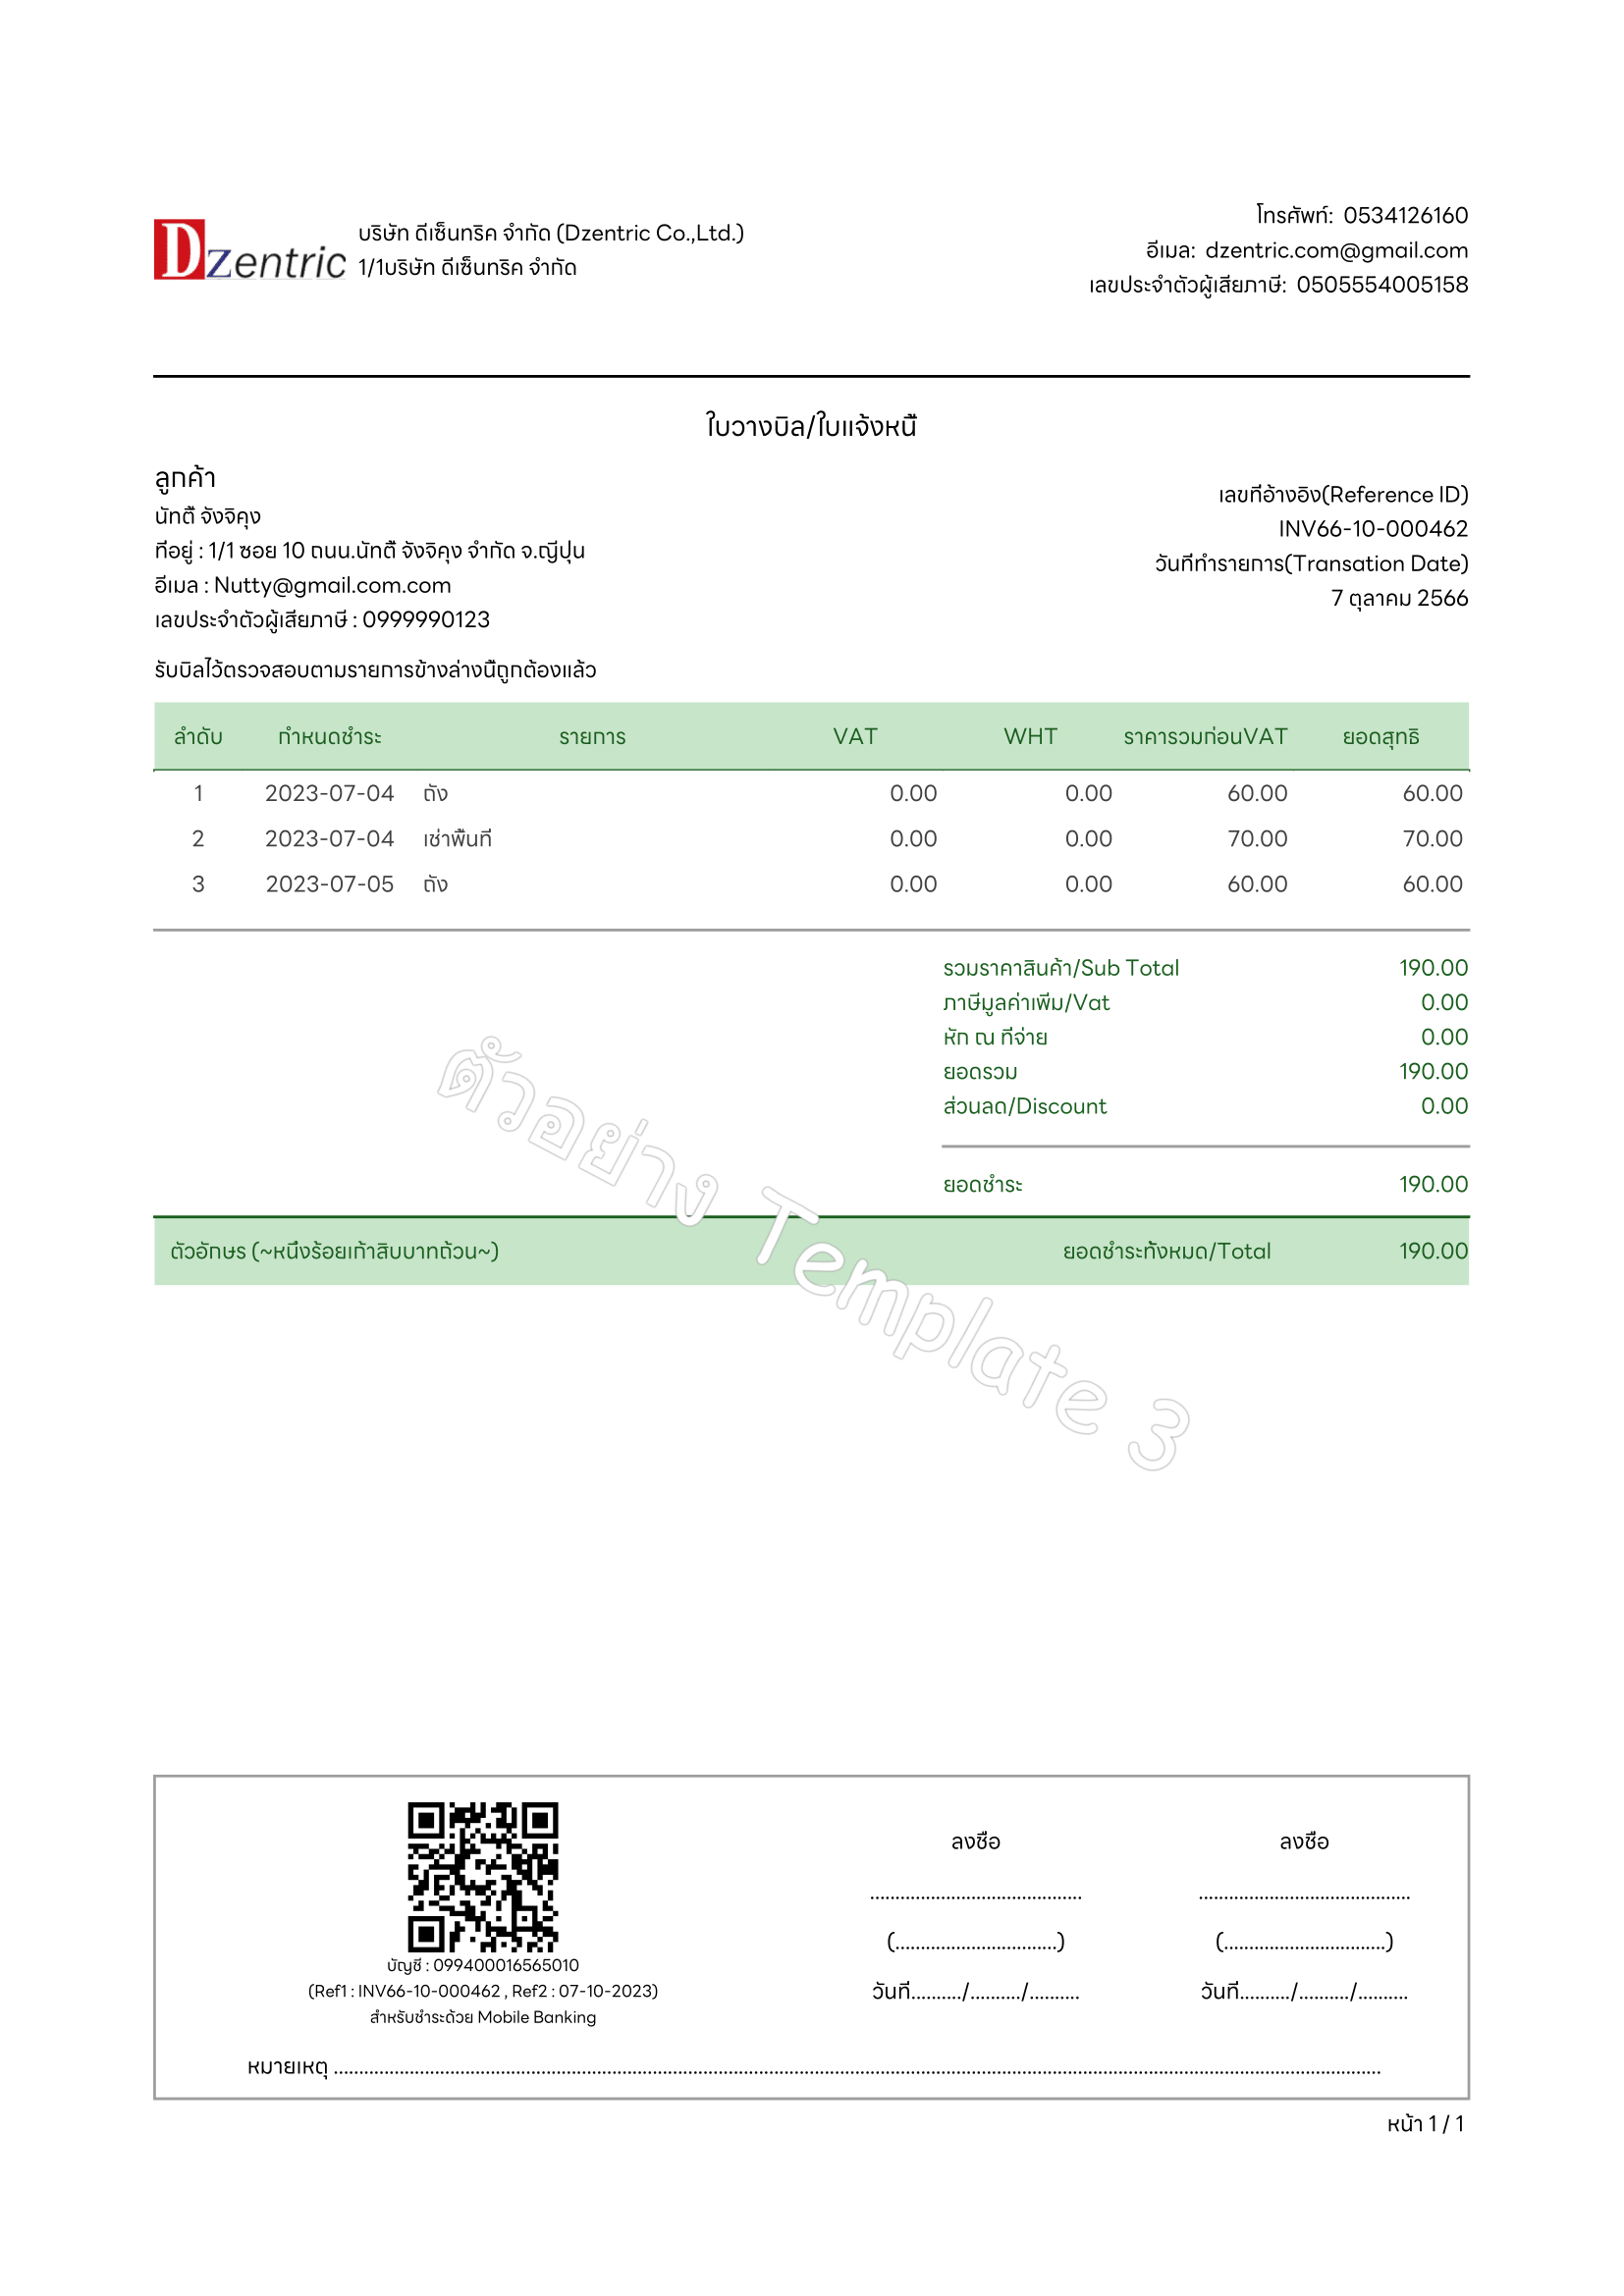 Dzentric
บริษัท ดีเซ็นทริค จำกัด (Dzentric Co.,Ltd.)
1/1บริษัท ดีเซ็นทริค จำกัด
โทรศัพท์: 0534126160
อีเมล: dzentric.com@gmail.com
เลขประจำตัวผู้เสียภาษี: 0505554005158
ใบวางบิล/ใบแจ้งหนี้
ลูกค้า
นัทตี้ จังจิคุง
ที่อยู่ : 1/1 ซอย 10 ถนน.นัทตี้ จังจิคุง จำกัด จ.ญี่ปุ่น
อีเมล : Nutty@gmail.com.com
เลขประจำตัวผู้เสียภาษี : 0999990123
เลขที่อ้างอิง(Reference ID)
INV66-10-000462
วันที่ทำรายการ(Transation Date)
7 ตุลาคม 2566
รับบิลไว้ตรวจสอบตามรายการข้างล่างนี้ถูกต้องแล้ว
ลำดับ กำหนดชำระ รายการ VAT WHT ราคารวมก่อนVAT ยอดสุทธิ
1 2023-07-04 ถัง 0.00 0.00 60.00 60.00
2 2023-07-04 เช่าพื้นที่ 0.00 0.00 70.00 70.00
3 2023-07-05 ถัง 0.00 0.00 60.00 60.00
รวมราคาสินค้า/Sub Total 190.00
ภาษีมูลค่าเพิ่ม/Vat 0.00
หัก ณ ที่จ่าย 0.00
ยอดรวม 190.00
ส่วนลด/Discount 0.00
ยอดชำระ 190.00
ตัวอักษร (~หนึ่งร้อยเก้าสิบบาทถ้วน~) ยอดชำระทั้งหมด/Total 190.00
ตัวอย่าง Template 3
บัญชี : 099400016565010
(Ref1 : INV66-10-000462 , Ref2 : 07-10-2023)
สำหรับชำระด้วย Mobile Banking
ลงชื่อ ลงชื่อ
.......................................... ..........................................
(................................) (................................)
วันที่........../........../.......... วันที่........../........../..........
หมายเหตุ ................................................................................................................................................................................................................
หน้า 1 / 1